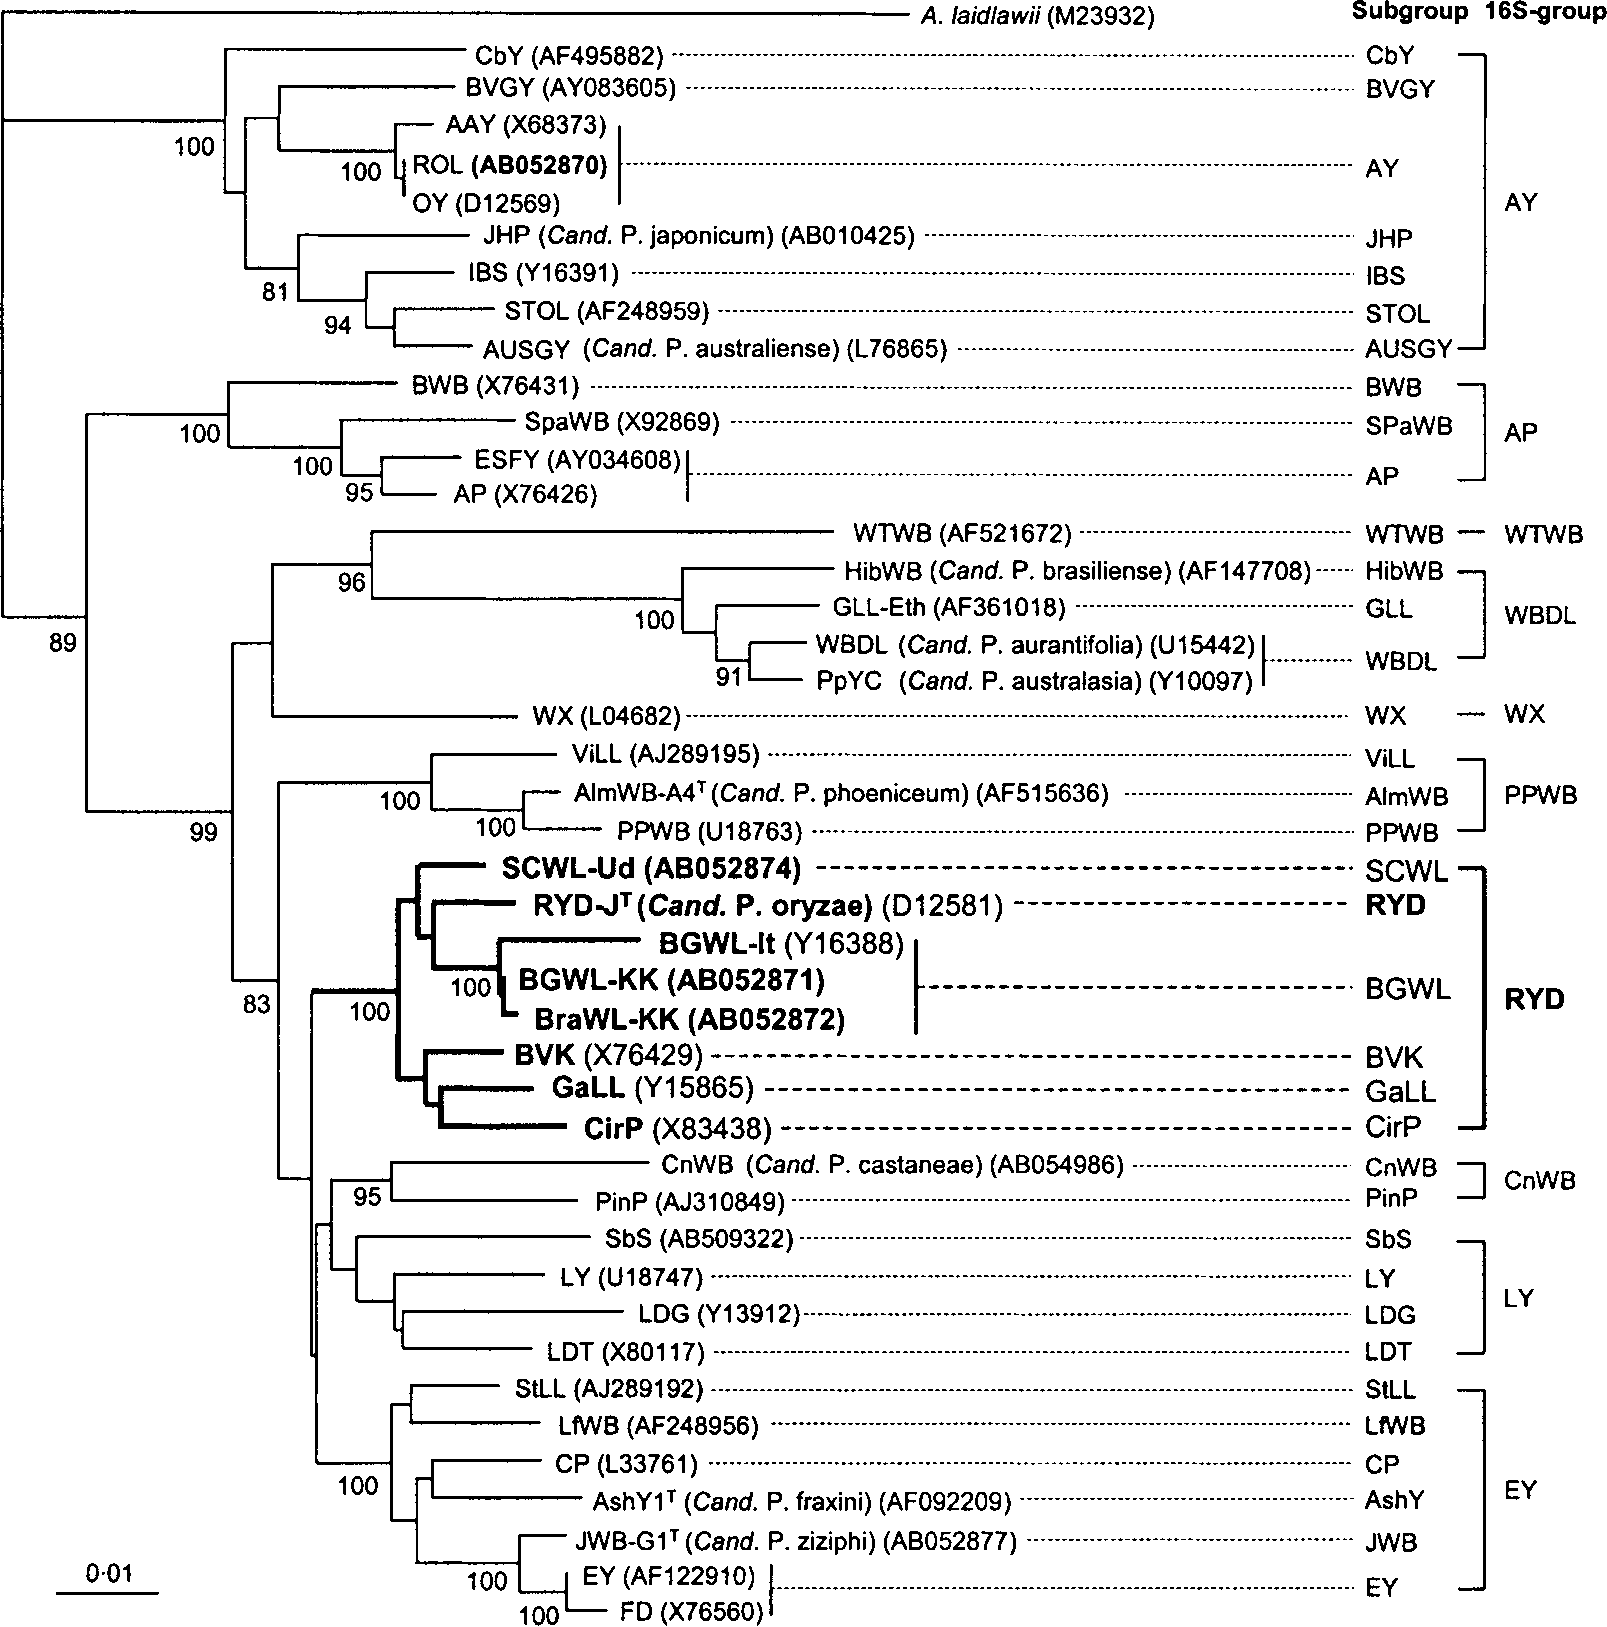 A. laidlawii (M23932) Subgroup 16S-group
CbY (AF495882) CbY
BVGY (AY083605) BVGY
AAY (X68373)
100
ROL (AB052870) AY
100
OY (D12569) AY
JHP (Cand. P. japonicum) (AB010425) JHP
IBS (Y16391) IBS
81
STOL (AF248959) STOL
94
AUSGY (Cand. P. australiense) (L76865) AUSGY
BWB (X76431) BWB
SpaWB (X92869) SPaWB
100 AP
ESFY (AY034608)
100 AP
95 AP (X76426)
WTWB (AF521672) WTWB WTWB
HibWB (Cand. P. brasiliense) (AF147708) HibWB
96
GLL-Eth (AF361018) GLL
100 WBDL
89 WBDL (Cand. P. aurantifolia) (U15442)
WBDL
91 PpYC (Cand. P. australasia) (Y10097)
WX (L04682) WX WX
ViLL (AJ289195) ViLL
AlmWB-A4T (Cand. P. phoeniceum) (AF515636) AlmWB PPWB
100
99 100 PPWB (U18763) PPWB
SCWL-Ud (AB052874) SCWL
RYD-JT (Cand. P. oryzae) (D12581) RYD
BGWL-It (Y16388)
100 BGWL-KK (AB052871) BGWL
83 100 RYD
BraWL-KK (AB052872)
BVK (X76429) BVK
GaLL (Y15865) GaLL
CirP (X83438) CirP
CnWB (Cand. P. castaneae) (AB054986) CnWB
CnWB
95 PinP (AJ310849) PinP
SbS (AB509322) SbS
LY (U18747) LY
LY
LDG (Y13912) LDG
LDT (X80117) LDT
StLL (AJ289192) StLL
LfWB (AF248956) LfWB
CP (L33761) CP
100 EY
AshY1T (Cand. P. fraxini) (AF092209) AshY
JWB-G1T (Cand. P. ziziphi) (AB052877) JWB
0·01 100 EY (AF122910) EY
100 FD (X76560)